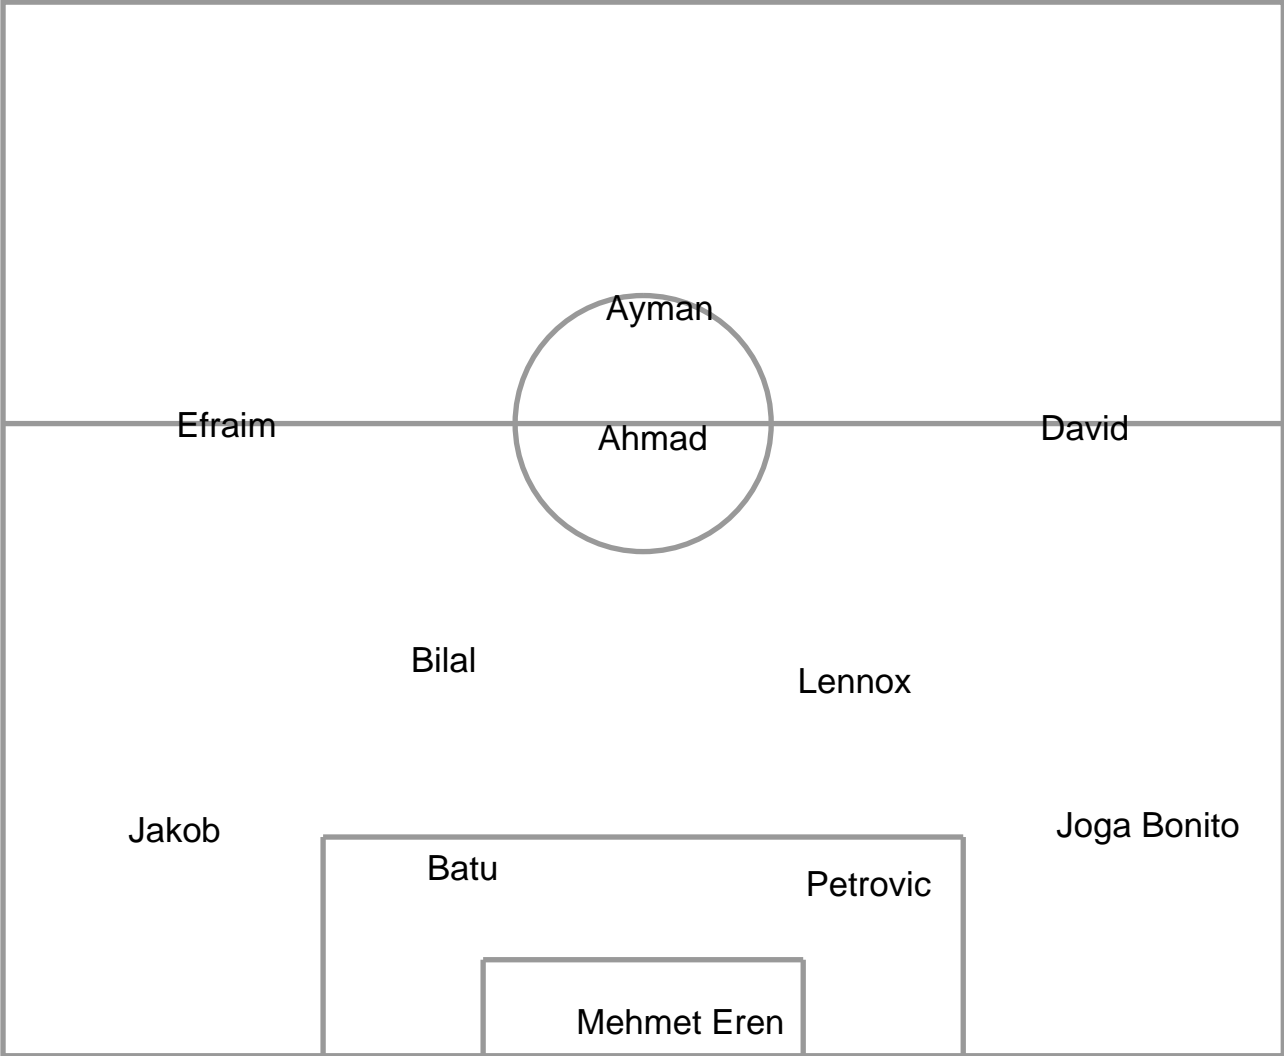 Ayman
Efraim
Ahmad
David
Bilal
Lennox
Jakob
Joga Bonito
Batu
Petrovic
Mehmet Eren